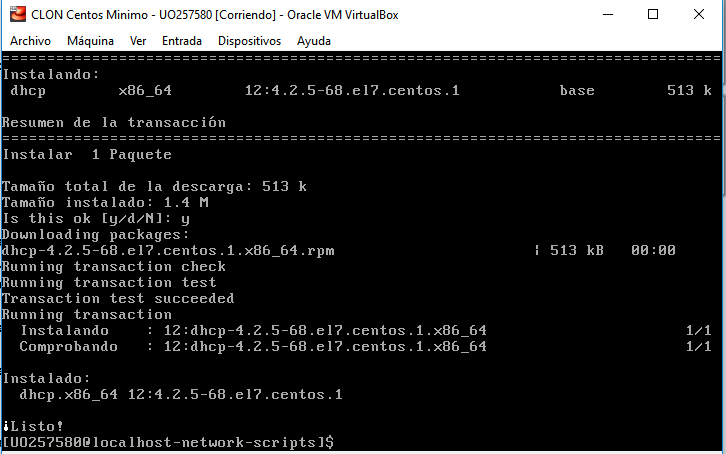 CLON Centos Minimo - UO257580 [Corriendo] - Oracle VM VirtualBox
Archivo Máquina Ver Entrada Dispositivos Ayuda
================================================================================
Instalando:
dhcp x86_64 12:4.2.5-68.el7.centos.1 base 513 k
Resumen de la transacción
================================================================================
Instalar 1 Paquete
Tamaño total de la descarga: 513 k
Tamaño instalado: 1.4 M
Is this ok [y/d/N]: y
Downloading packages:
dhcp-4.2.5-68.el7.centos.1.x86_64.rpm | 513 kB 00:00
Running transaction check
Running transaction test
Transaction test succeeded
Running transaction
Instalando : 12:dhcp-4.2.5-68.el7.centos.1.x86_64 1/1
Comprobando : 12:dhcp-4.2.5-68.el7.centos.1.x86_64 1/1
Instalado:
dhcp.x86_64 12:4.2.5-68.el7.centos.1
¡Listo!
[UO257580@localhost-network-scripts]$